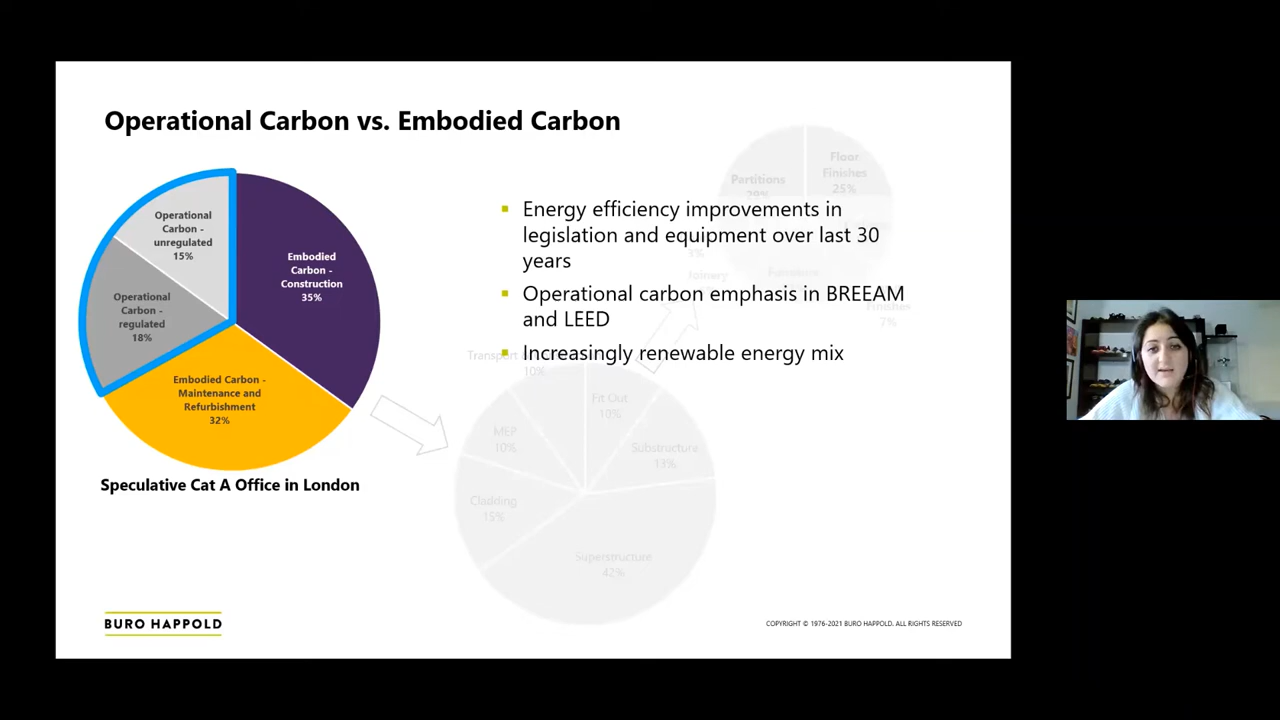 Operational Carbon vs. Embodied Carbon
Operational
Carbon -
unregulated
15%
Embodied
Carbon -
Construction
35%
Operational
Carbon -
regulated
18%
Embodied Carbon -
Maintenance and
Refurbishment
32%
Speculative Cat A Office in London
Energy efficiency improvements in
legislation and equipment over last 30
years
Operational carbon emphasis in BREEAM
and LEED
Increasingly renewable energy mix
Partitions
Floor
Finishes
25%
Joinery
Finishes
7%
Transport
10%
Fit Out
10%
MEP
10%
Substructure
13%
Cladding
15%
Superstructure
42%
BURO HAPPOLD
COPYRIGHT © 1976-2021 BURO HAPPOLD. ALL RIGHTS RESERVED